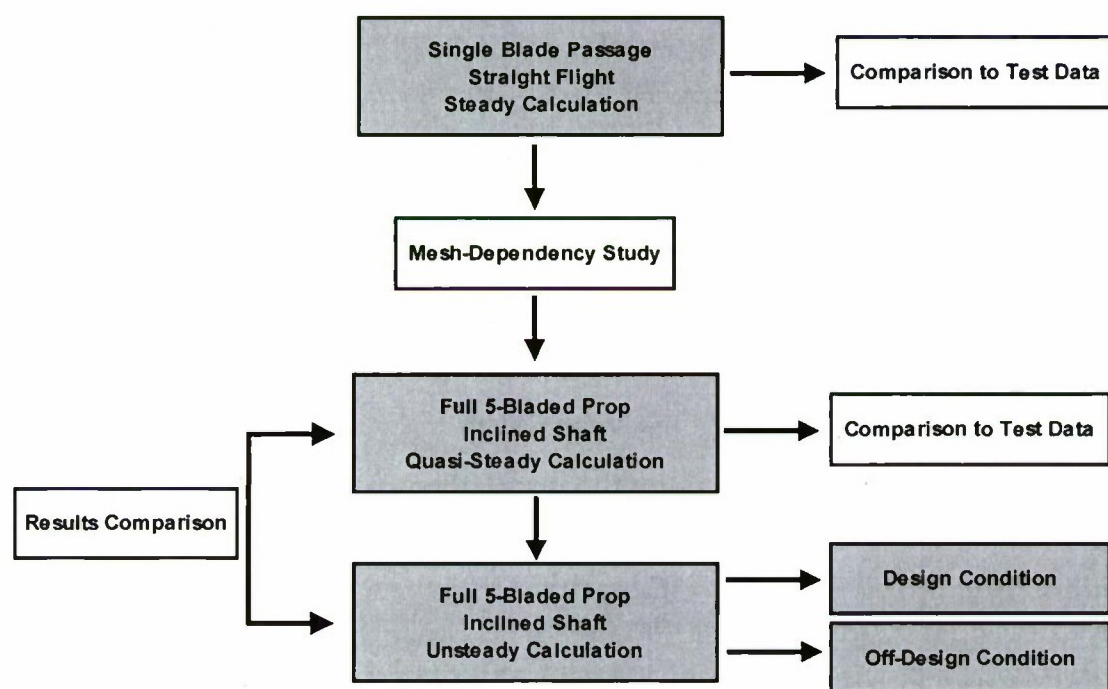 Single Blade Passage
Straight Flight
Steady Calculation
Comparison to Test Data
Mesh-Dependency Study
Full 5-Bladed Prop
Inclined Shaft
Quasi-Steady Calculation
Comparison to Test Data
Results Comparison
Full 5-Bladed Prop
Inclined Shaft
Unsteady Calculation
Design Condition
Off-Design Condition